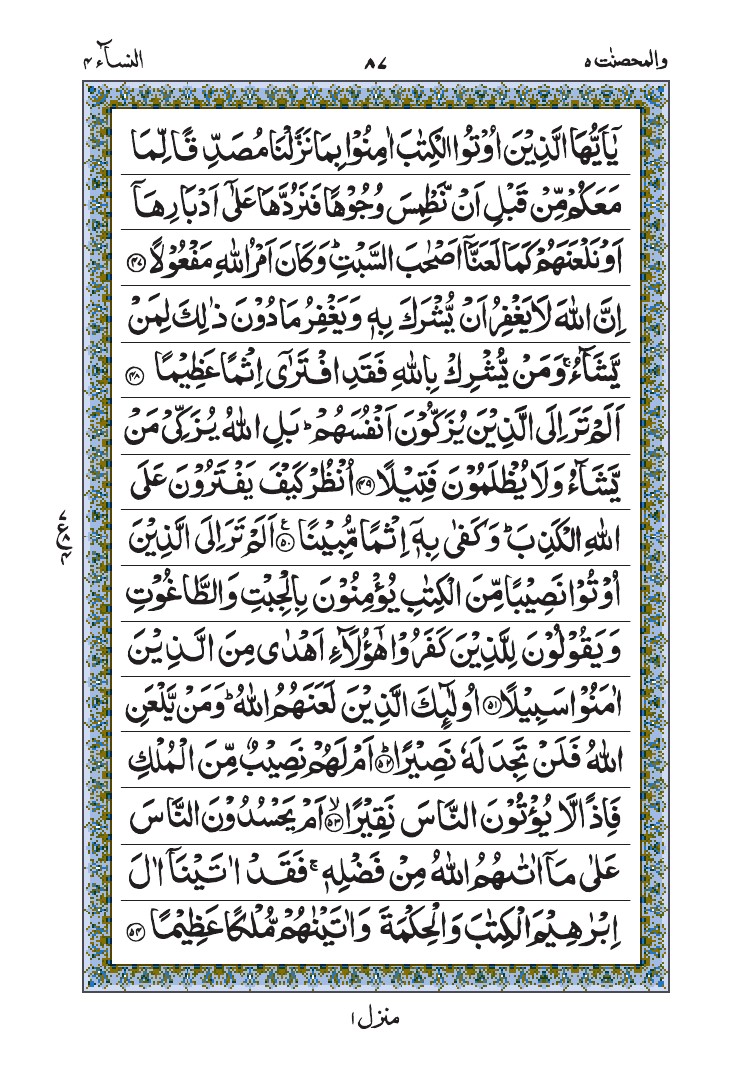 والمحصنٰت ۵
۸۷
النسآء ۴
يٰٓاَيُّهَا الَّذِيْنَ اُوْتُوا الْكِتٰبَ اٰمِنُوْا بِمَا نَزَّلْنَا مُصَدِّقًا لِّمَا
مَعَكُمْ مِّنْ قَبْلِ اَنْ نَّطْمِسَ وُجُوْهًا فَنَرُدَّهَا عَلٰٓى اَدْبَارِهَآ
اَوْ نَلْعَنَهُمْ كَمَا لَعَنَّآ اَصْحٰبَ السَّبْتِ ؕ وَكَانَ اَمْرُ اللّٰهِ مَفْعُوْلًا ﴿۴۷﴾
اِنَّ اللّٰهَ لَا يَغْفِرُ اَنْ يُّشْرَكَ بِهٖ وَيَغْفِرُ مَا دُوْنَ ذٰلِكَ لِمَنْ
يَّشَآءُ ۚ وَمَنْ يُّشْرِكْ بِاللّٰهِ فَقَدِ افْتَرٰٓى اِثْمًا عَظِيْمًا ﴿۴۸﴾
اَلَمْ تَرَ اِلَى الَّذِيْنَ يُزَكُّوْنَ اَنْفُسَهُمْ ؕ بَلِ اللّٰهُ يُزَكِّيْ مَنْ
يَّشَآءُ وَلَا يُظْلَمُوْنَ فَتِيْلًا ﴿۴۹﴾ اُنْظُرْ كَيْفَ يَفْتَرُوْنَ عَلَى
اللّٰهِ الْكَذِبَ ؕ وَكَفٰى بِهٖٓ اِثْمًا مُّبِيْنًا ﴿۵۰﴾ اَلَمْ تَرَ اِلَى الَّذِيْنَ
۷
ع
۴
اُوْتُوْا نَصِيْبًا مِّنَ الْكِتٰبِ يُؤْمِنُوْنَ بِالْجِبْتِ وَالطَّاغُوْتِ
وَيَقُوْلُوْنَ لِلَّذِيْنَ كَفَرُوْا هٰٓؤُلَآءِ اَهْدٰى مِنَ الَّذِيْنَ
اٰمَنُوْا سَبِيْلًا ﴿۵۱﴾ اُولٰٓئِكَ الَّذِيْنَ لَعَنَهُمُ اللّٰهُ ؕ وَمَنْ يَّلْعَنِ
اللّٰهُ فَلَنْ تَجِدَ لَهٗ نَصِيْرًا ﴿ؕ۵۲﴾ اَمْ لَهُمْ نَصِيْبٌ مِّنَ الْمُلْكِ
فَاِذًا لَّا يُؤْتُوْنَ النَّاسَ نَقِيْرًا ﴿ۙ۵۳﴾ اَمْ يَحْسُدُوْنَ النَّاسَ
عَلٰى مَآ اٰتٰىهُمُ اللّٰهُ مِنْ فَضْلِهٖ ۚ فَقَدْ اٰتَيْنَآ اٰلَ
اِبْرٰهِيْمَ الْكِتٰبَ وَالْحِكْمَةَ وَاٰتَيْنٰهُمْ مُّلْكًا عَظِيْمًا ﴿۵۴﴾
منزل ۱